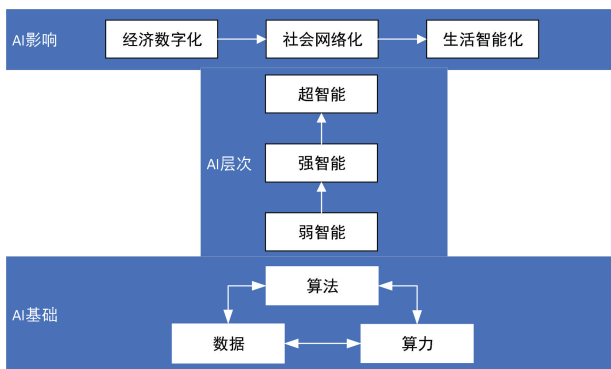 AI影响
经济数字化
社会网络化
生活智能化
超智能
AI层次
强智能
弱智能
算法
AI基础
数据
算力